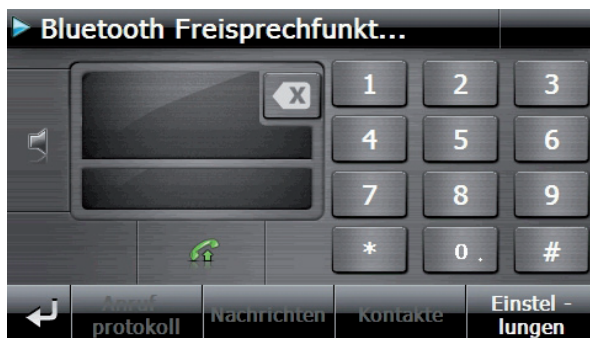 Bluetooth Freisprechfunkt...
1 2 3
4 5 6
7 8 9
* 0 . #
Anruf
protokoll
Nachrichten
Kontakte
Einstel -
lungen